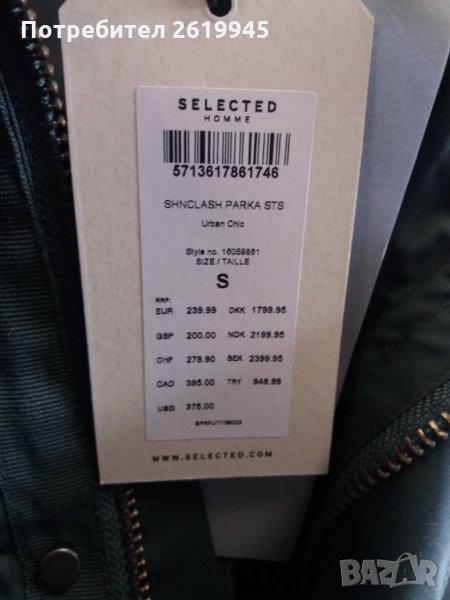 Потребител 2619945
SELECTED
HOMME
5713617861746
SHNCLASH PARKA STS
Urban Chic
Style no. 16059861
SIZE / TAILLE
S
RRP:
EUR 239.99 DKK 1799.95
GBP 200.00 NOK 2199.95
CHF 279.90 SEK 2399.95
CAD 395.00 TRY 949.99
USD 375.00
WWW.SELECTED.COM
BAZAR